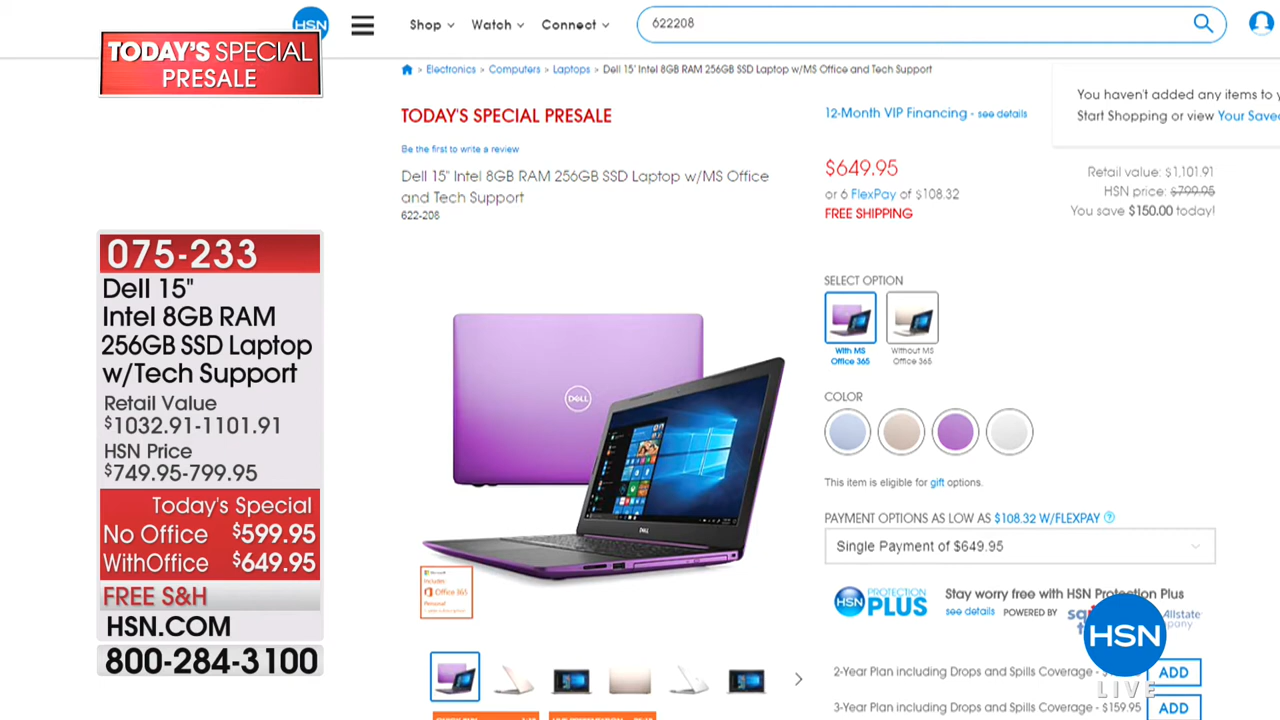 HSN
Shop
Watch
Connect
622208
TODAY'S SPECIAL
PRESALE
Electronics > Computers > Laptops > Dell 15" Intel 8GB RAM 256GB SSD Laptop w/MS Office and Tech Support
TODAY'S SPECIAL PRESALE
Be the first to write a review
Dell 15" Intel 8GB RAM 256GB SSD Laptop w/MS Office
and Tech Support
622-208
12-Month VIP Financing - see details
$649.95
or 6 FlexPay of $108.32
FREE SHIPPING
You haven't added any items to
Start Shopping or view Your
Retail value: $1,101.91
HSN price: $799.95
You save $150.00 today!
075-233
Dell 15"
Intel 8GB RAM
256GB SSD Laptop
w/Tech Support
Retail Value
$1032.91-1101.91
HSN Price
$749.95-799.95
Today's Special
No Office $599.95
WithOffice $649.95
FREE S&H
HSN.COM
800-284-3100
DELL
DELL
Microsoft
Includes
Office 365
Personal
SELECT OPTION
With MS
Office 365
Without MS
Office 365
COLOR
This item is eligible for gift options.
PAYMENT OPTIONS AS LOW AS $108.32 W/FLEXPAY
Single Payment of $649.95
HSN PROTECTION
PLUS
Stay worry free with HSN Protection Plus
see details POWERED BY
Allstate
HSN
LIVE
2-Year Plan including Drops and Spills Coverage -
ADD
3-Year Plan including Drops and Spills Coverage - $159.95
ADD